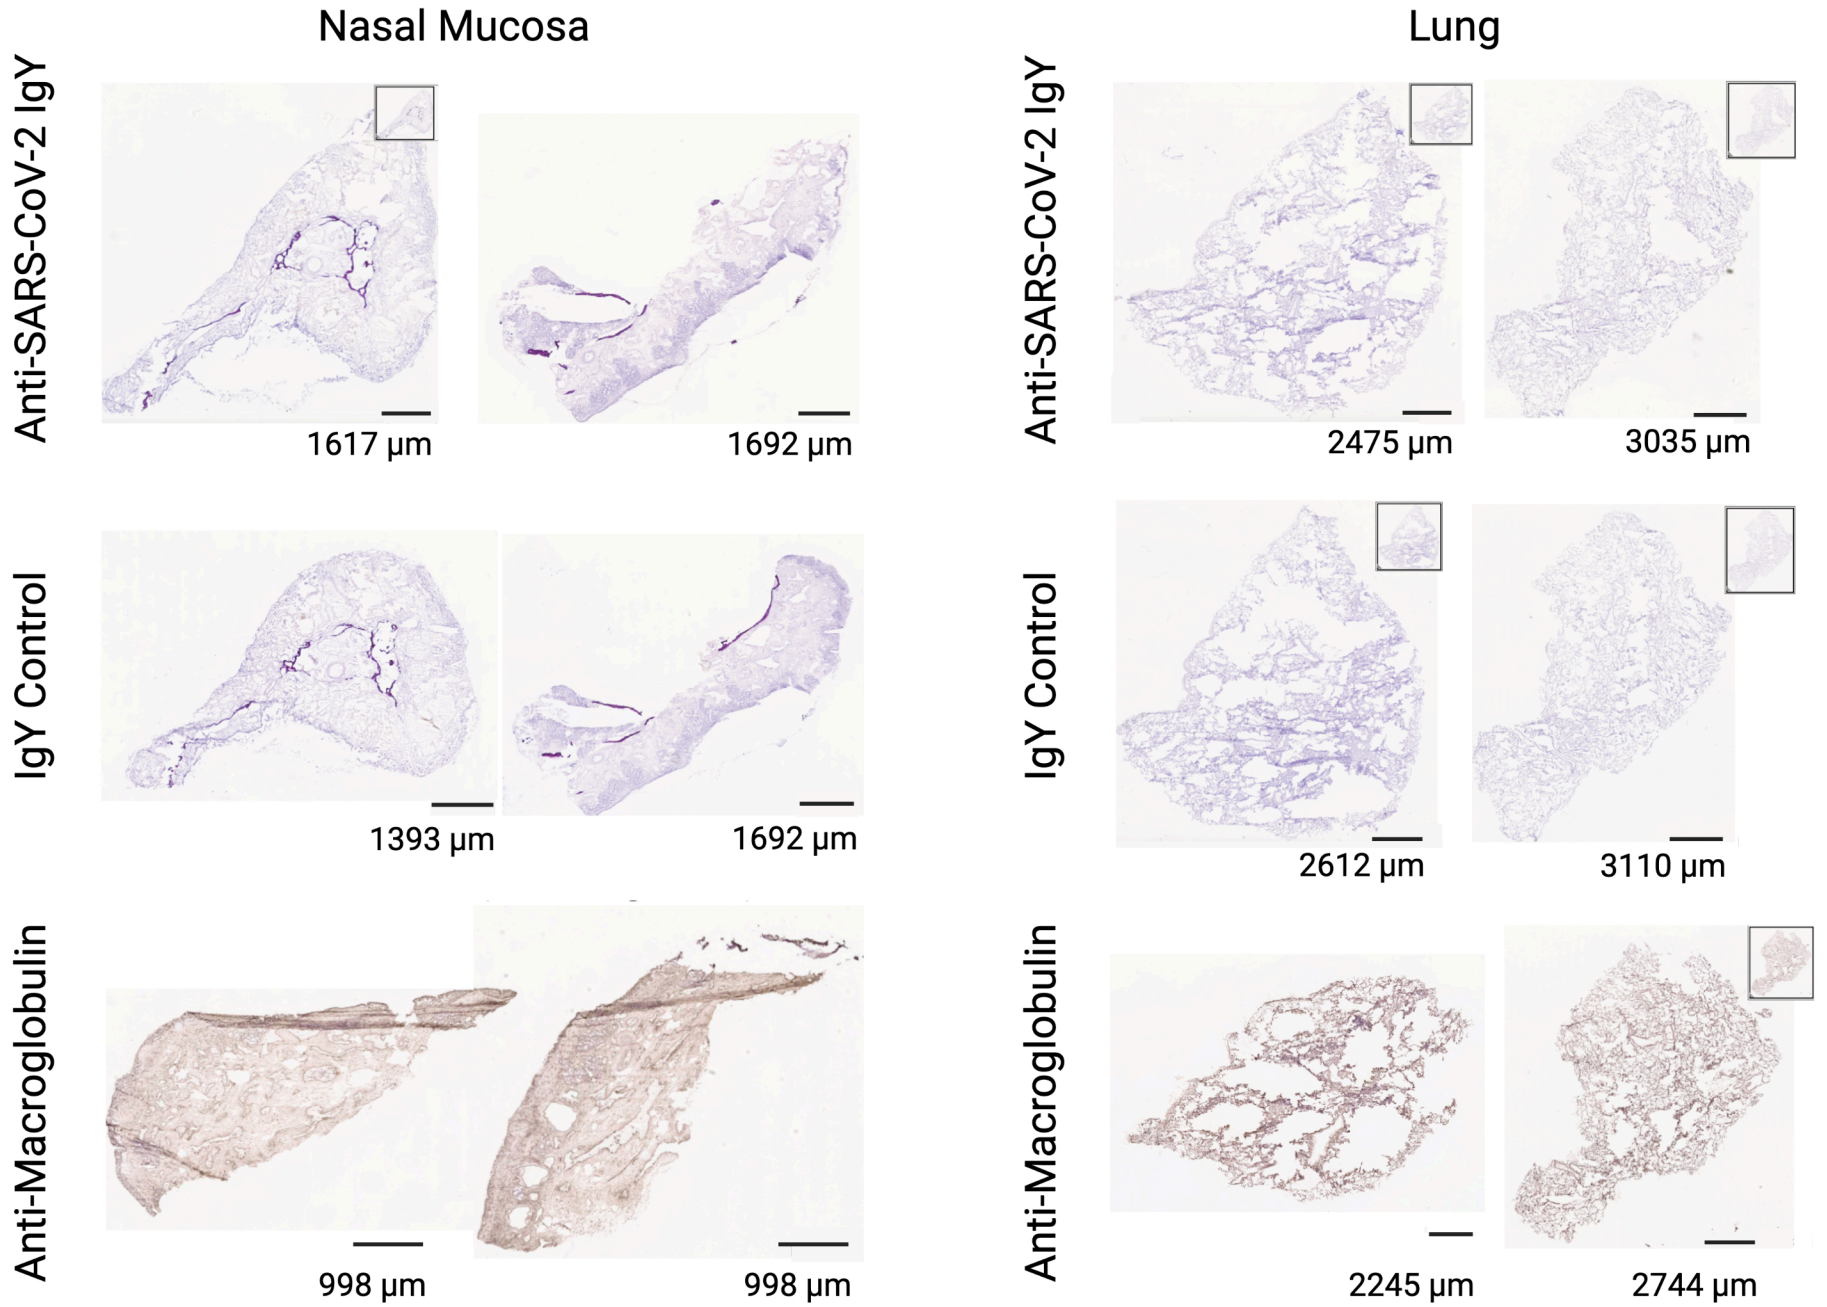 Nasal Mucosa
Lung
Anti-SARS-CoV-2 IgY
1617 µm
1692 µm
Anti-SARS-CoV-2 IgY
2475 µm
3035 µm
IgY Control
1393 µm
1692 µm
IgY Control
2612 µm
3110 µm
Anti-Macroglobulin
998 µm
998 µm
Anti-Macroglobulin
2245 µm
2744 µm